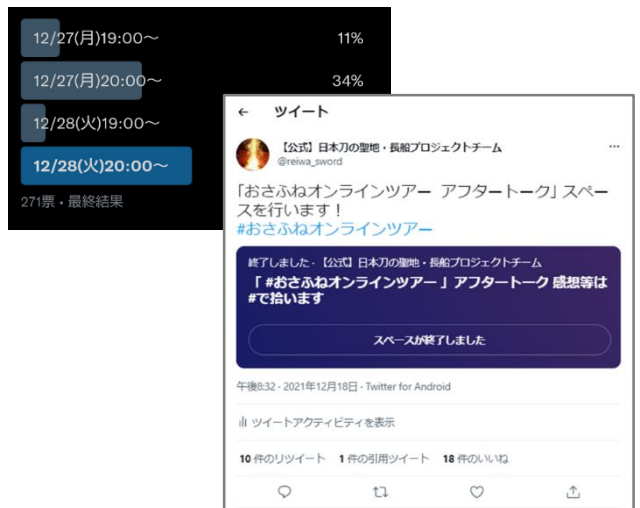 12/27(月)19:00～ 11%
12/27(月)20:00～ 34%
12/28(火)19:00～
12/28(火)20:00～
271票・最終結果
← ツイート
【公式】日本刀の聖地・長船プロジェクトチーム
@reiwa_sword
「おさふねオンラインツアー アフタートーク」スペー
スを行います！
#おさふねオンラインツアー
終了しました・【公式】日本刀の聖地・長船プロジェクトチーム
「 #おさふねオンラインツアー 」アフタートーク 感想等は
#で拾います
スペースが終了しました
午後8:32 · 2021年12月18日 · Twitter for Android
ツイートアクティビティを表示
10 件のリツイート 1 件の引用ツイート 18 件のいいね